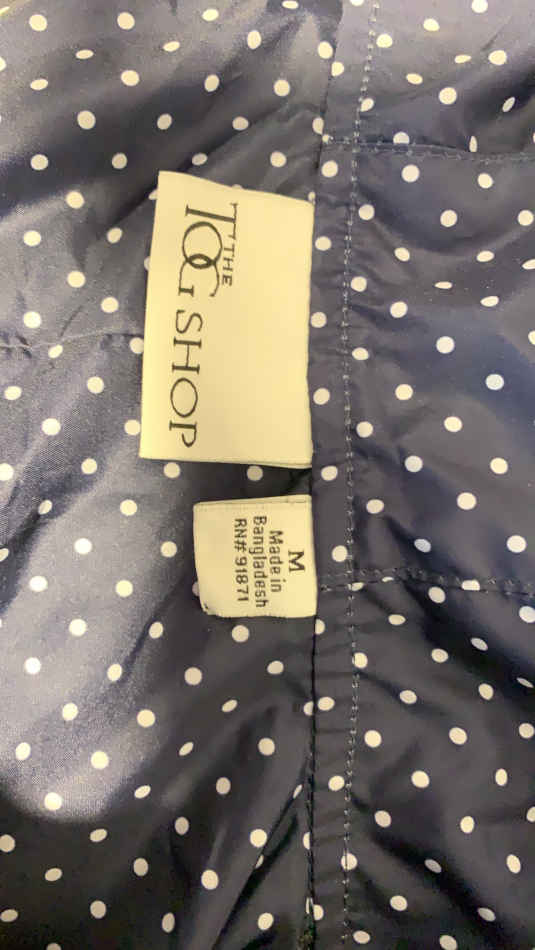 THE
TOG SHOP
M
Made in
Bangladesh
RN# 91871